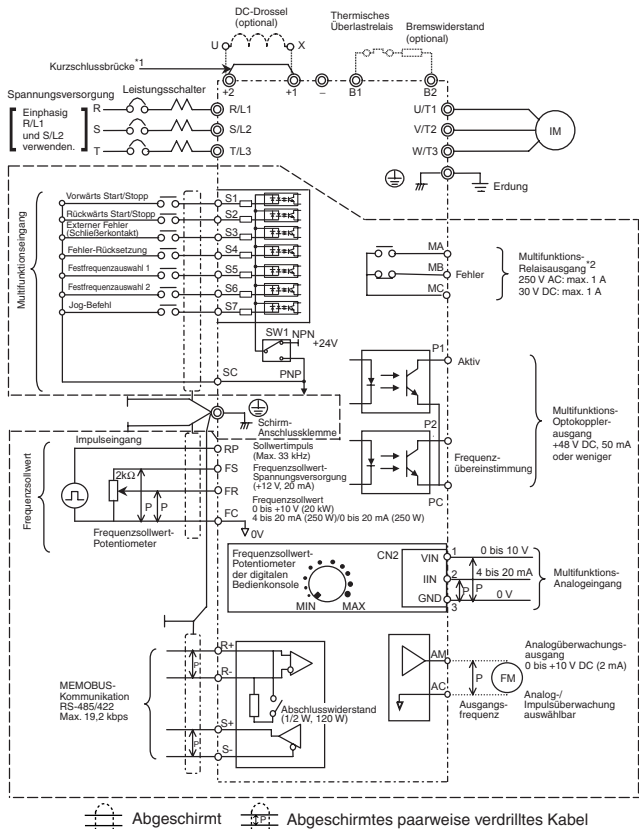 DC-Drossel
(optional)
U
X
Thermisches
Überlastrelais
Bremswiderstand
(optional)
Kurzschlussbrücke *1
+2
+1
–
B1
B2
Spannungsversorgung
Leistungsschalter
Einphasig
R/L1
und S/L2
verwenden.
R
S
T
R/L1
S/L2
T/L3
U/T1
V/T2
W/T3
IM
Erdung
Multifunktionseingang
Vorwärts Start/Stopp
S1
Rückwärts Start/Stopp
S2
Externer Fehler
(Schließerkontakt)
S3
Fehler-Rücksetzung
S4
Festfrequenzauswahl 1
S5
Festfrequenzauswahl 2
S6
Jog-Befehl
S7
SW1
NPN
+24V
SC
PNP
MA
MB
MC
Fehler
Multifunktions-
Relaisausgang *2
250 V AC: max. 1 A
30 V DC: max. 1 A
P1
Aktiv
P2
Frequenz-
übereinstimmung
PC
Multifunktions-
Optokoppler-
ausgang
+48 V DC, 50 mA
oder weniger
Schirm-
Anschlussklemme
Frequenzsollwert
Impulseingang
2kΩ
P
P
Frequenzsollwert-
Potentiometer
RP
Sollwertimpuls
(Max. 33 kHz)
FS
Frequenzsollwert-
Spannungsversorgung
(+12 V, 20 mA)
FR
Frequenzsollwert
0 bis +10 V (20 kW)
4 bis 20 mA (250 W)/0 bis 20 mA (250 W)
FC
0V
Frequenzsollwert-
Potentiometer
der digitalen
Bedienkonsole
MIN
MAX
CN2
VIN
1
0 bis 10 V
IIN
2
4 bis 20 mA
GND
3
0 V
P
P
Multifunktions-
Analogeingang
MEMOBUS-
Kommunikation
RS-485/422
Max. 19,2 kbps
P
P
R+
R-
S+
S-
Abschlusswiderstand
(1/2 W, 120 W)
AM
AC
P
FM
Ausgangs-
frequenz
Analogüberwachungs-
ausgang
0 bis +10 V DC (2 mA)
Analog-/
Impulsüberwachung
auswählbar
Abgeschirmt
P
Abgeschirmtes paarweise verdrilltes Kabel